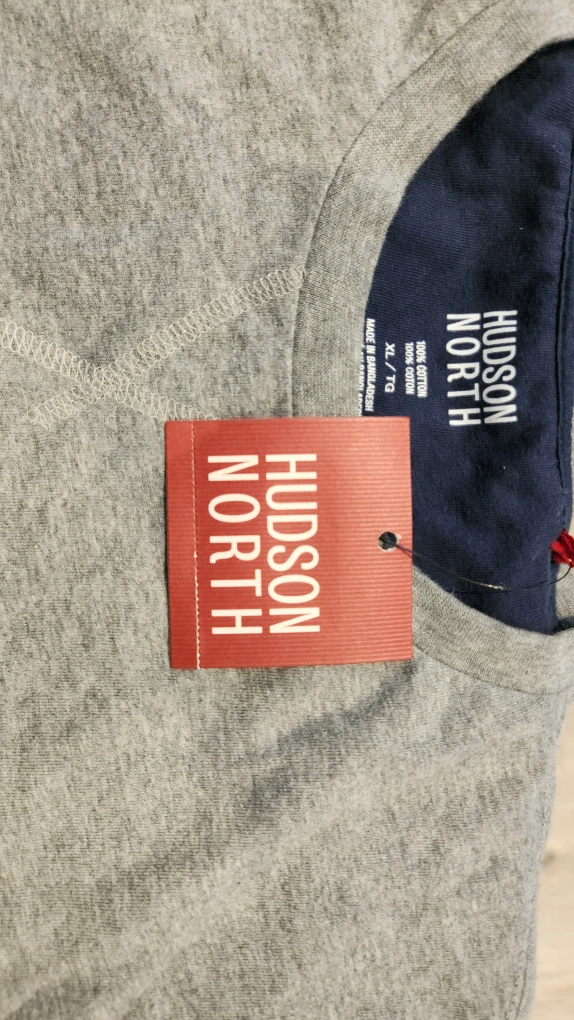 HUDSON
NORTH
100% COTTON
100% COTON
XL / TG
MADE IN BANGLADESH
HUDSON
NORTH